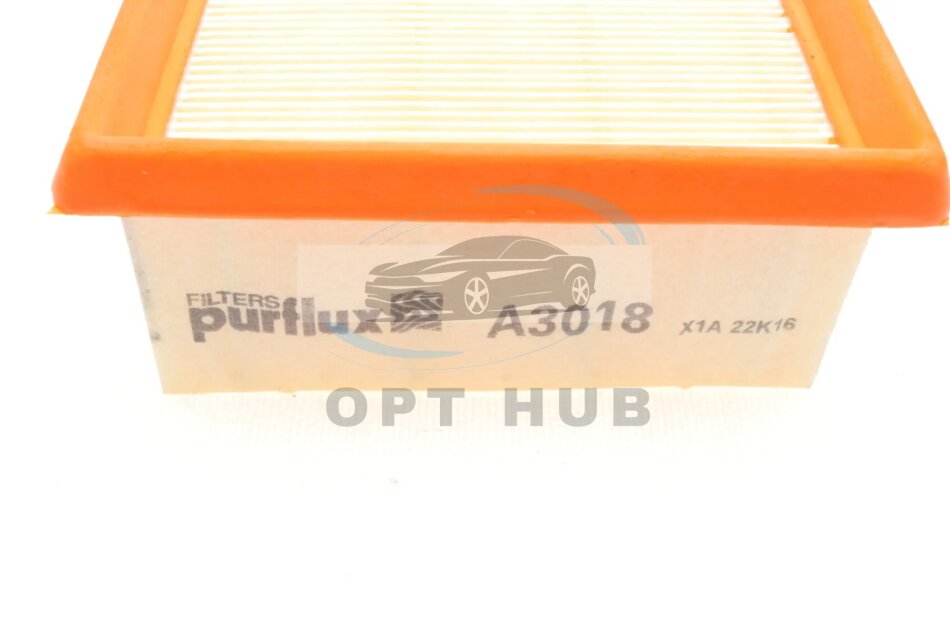 FILTERS
purflux A3018 X1A 22K16
OPT HUB